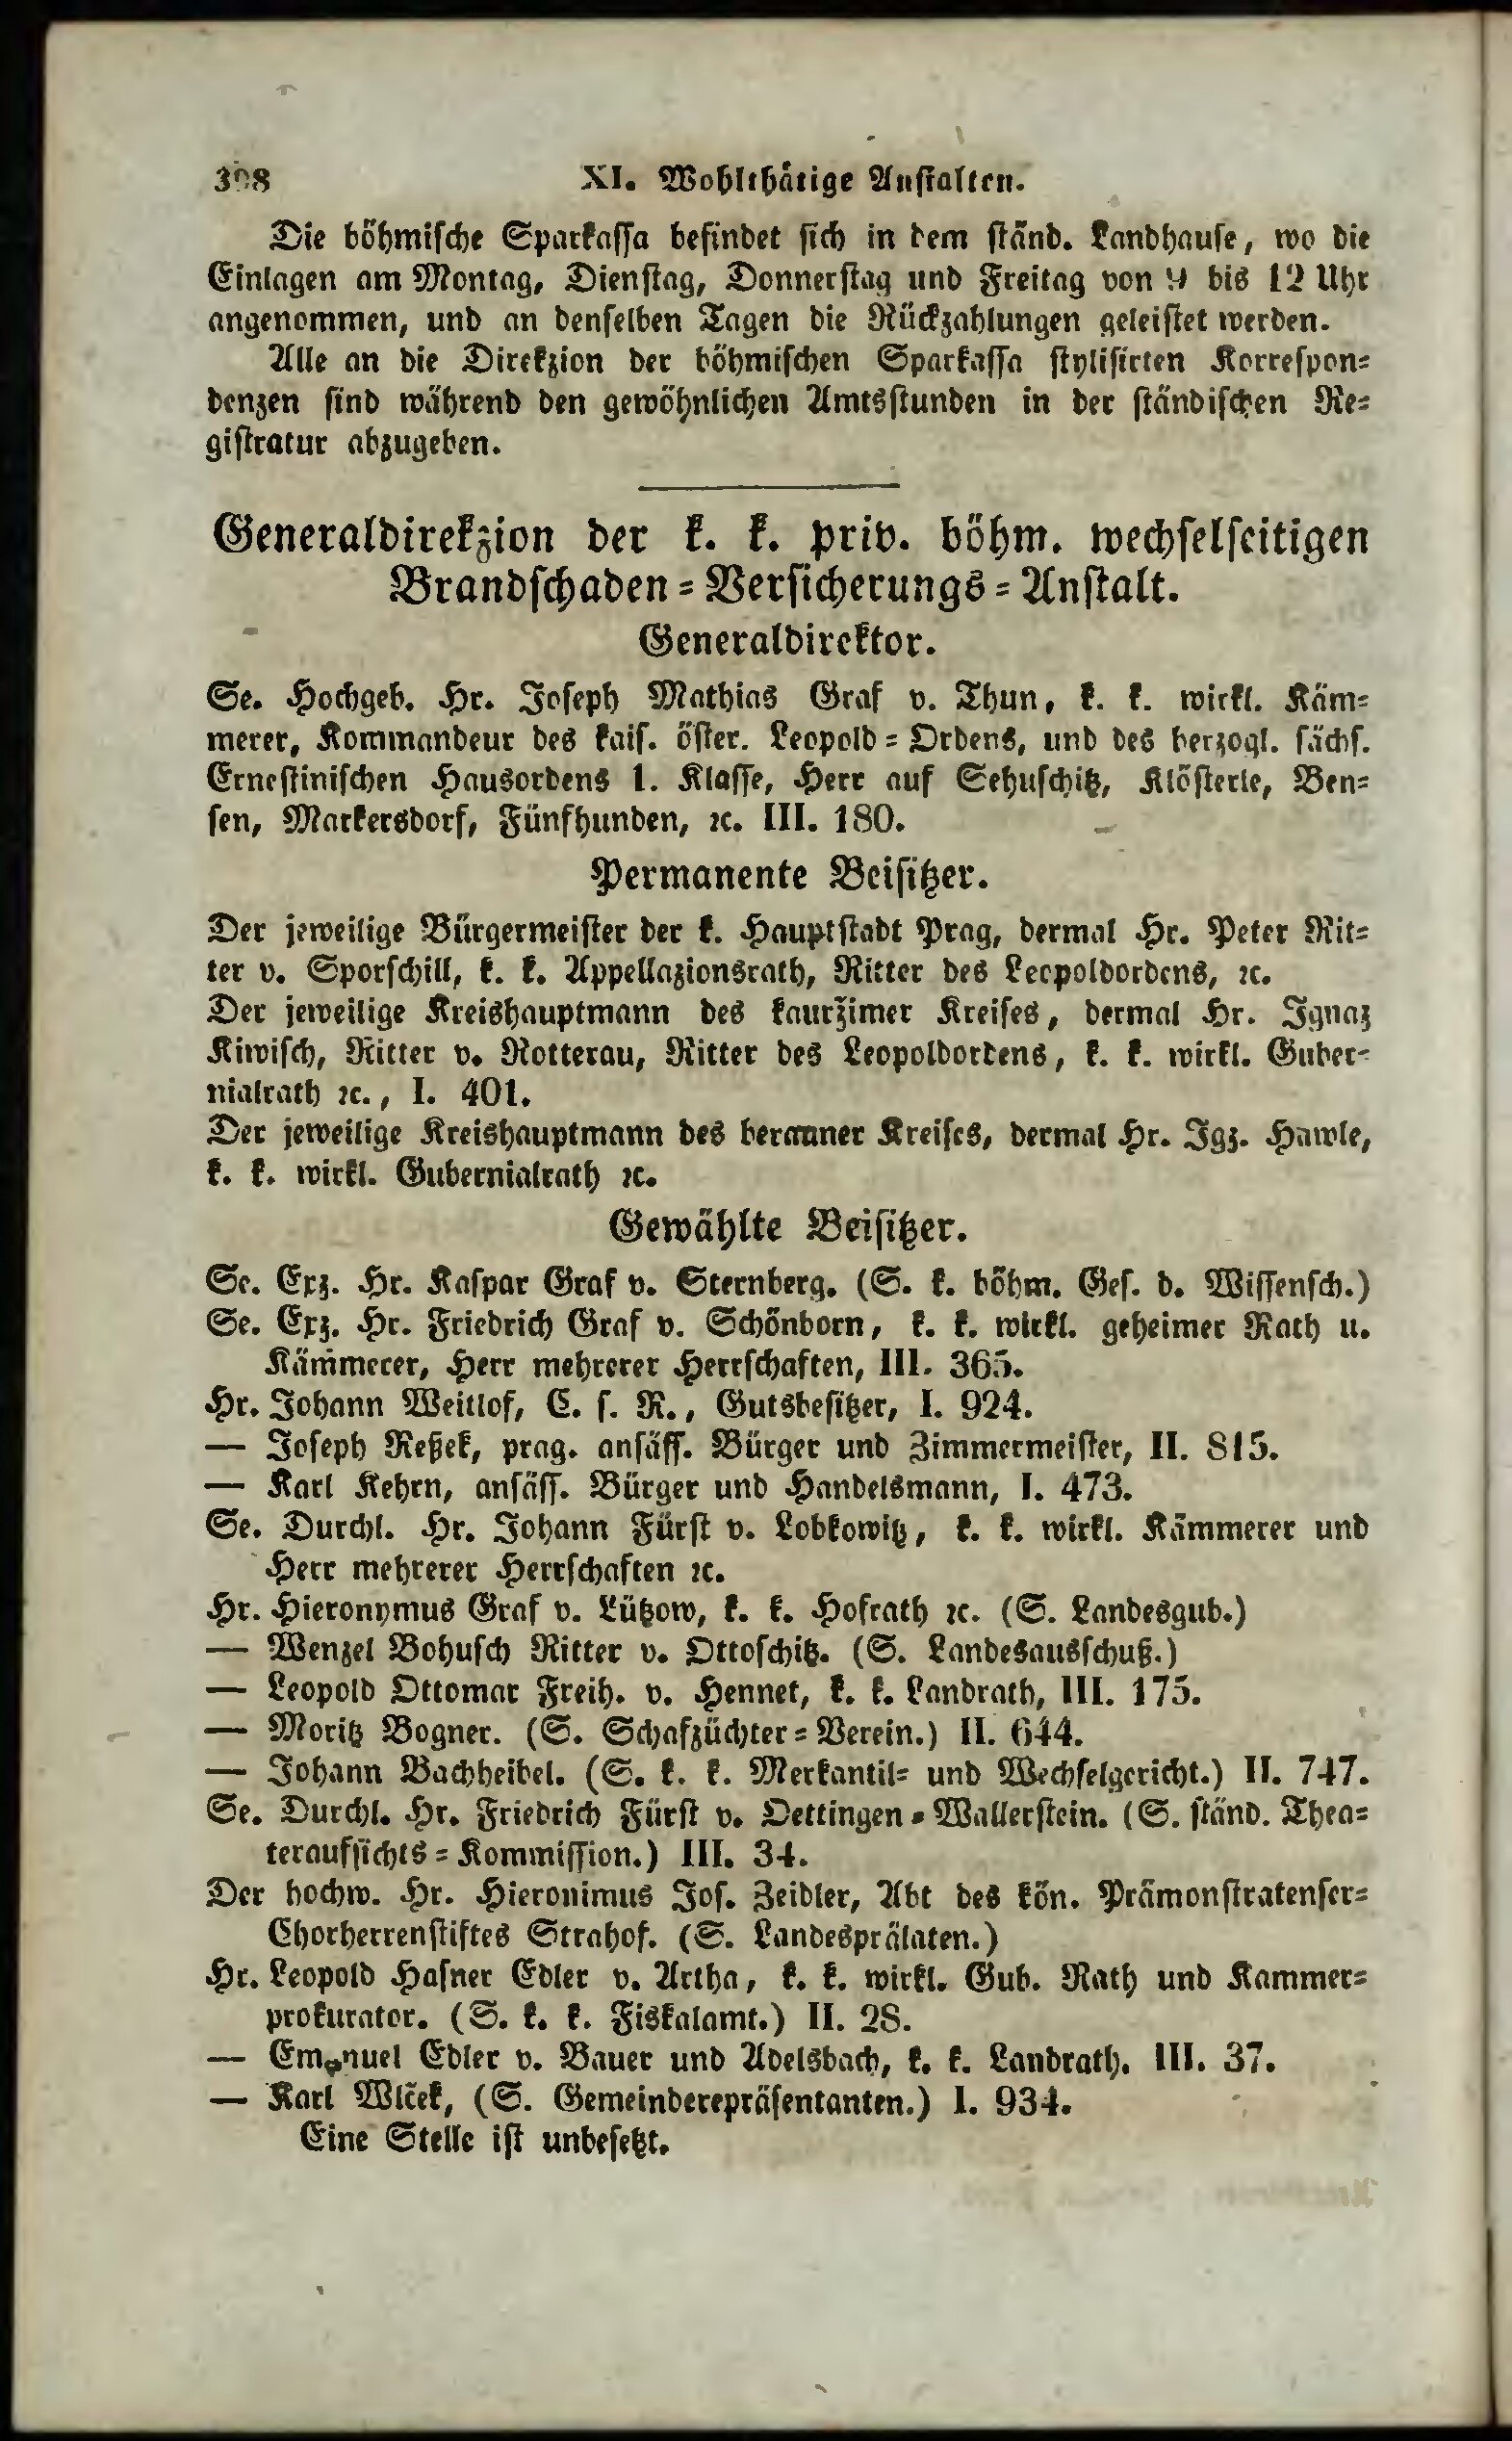 398 XI. Wohlthätige Anstalten.
Die böhmische Sparkassa befindet sich in dem ständ. Landhause, wo die
Einlagen am Montag, Dienstag, Donnerstag und Freitag von 9 bis 12 Uhr
angenommen, und an denselben Tagen die Rückzahlungen geleistet werden.
Alle an die Direkzion der böhmischen Sparkassa stylisirten Korrespon-
denzen sind während den gewöhnlichen Amtsstunden in der ständischen Re-
gistratur abzugeben.
Generaldirekzion der k. k. priv. böhm. wechselseitigen
Brandschaden-Versicherungs-Anstalt.
Generaldirektor.
Se. Hochgeb. Hr. Joseph Mathias Graf v. Thun, k. k. wirkl. Käm-
merer, Kommandeur des kais. öster. Leopold-Ordens, und des herzogl. sächs.
Ernestinischen Hausordens 1. Klasse, Herr auf Sehuschitz, Klösterle, Ben-
sen, Markersdorf, Fünfhunden, ꝛc. III. 180.
Permanente Beisitzer.
Der jeweilige Bürgermeister der k. Hauptstadt Prag, dermal Hr. Peter Rit-
ter v. Sporschill, k. k. Appellazionsrath, Ritter des Leopoldordens, ꝛc.
Der jeweilige Kreishauptmann des kauržimer Kreises, dermal Hr. Ignaz
Kiwisch, Ritter v. Rotterau, Ritter des Leopoldordens, k. k. wirkl. Guber-
nialrath ꝛc., I. 401.
Der jeweilige Kreishauptmann des berauner Kreises, dermal Hr. Igz. Hawle,
k. k. wirkl. Gubernialrath ꝛc.
Gewählte Beisitzer.
Se. Exz. Hr. Kaspar Graf v. Sternberg. (S. k. böhm. Ges. d. Wissensch.)
Se. Exz. Hr. Friedrich Graf v. Schönborn, k. k. wirkl. geheimer Rath u.
Kämmerer, Herr mehrerer Herrschaften, III. 365.
Hr. Johann Weitlof, E. s. R., Gutsbesitzer, I. 924.
— Joseph Reßek, prag. ansäss. Bürger und Zimmermeister, II. 815.
— Karl Kehrn, ansäss. Bürger und Handelsmann, I. 473.
Se. Durchl. Hr. Johann Fürst v. Lobkowitz, k. k. wirkl. Kämmerer und
Herr mehrerer Herrschaften ꝛc.
Hr. Hieronymus Graf v. Lützow, k. k. Hofrath ꝛc. (S. Landesgub.)
— Wenzel Bohusch Ritter v. Ottoschitz. (S. Landesausschuß.)
— Leopold Ottomar Freih. v. Hennet, k. k. Landrath, III. 175.
— Moritz Bogner. (S. Schafzüchter-Verein.) II. 644.
— Johann Bachheibel. (S. k. k. Merkantil- und Wechselgericht.) II. 747.
Se. Durchl. Hr. Friedrich Fürst v. Oettingen-Wallerstein. (S. ständ. Thea-
teraufsichts-Kommission.) III. 34.
Der hochw. Hr. Hieronimus Jos. Zeidler, Abt des kön. Prämonstratenser-
Chorherrenstiftes Strahof. (S. Landesprälaten.)
Hr. Leopold Hasner Edler v. Artha, k. k. wirkl. Gub. Rath und Kammer-
prokurator. (S. k. k. Fiskalamt.) II. 28.
— Emanuel Edler v. Bauer und Adelsbach, k. k. Landrath. III. 37.
— Karl Wlček, (S. Gemeinderepräsentanten.) I. 934.
Eine Stelle ist unbesetzt.